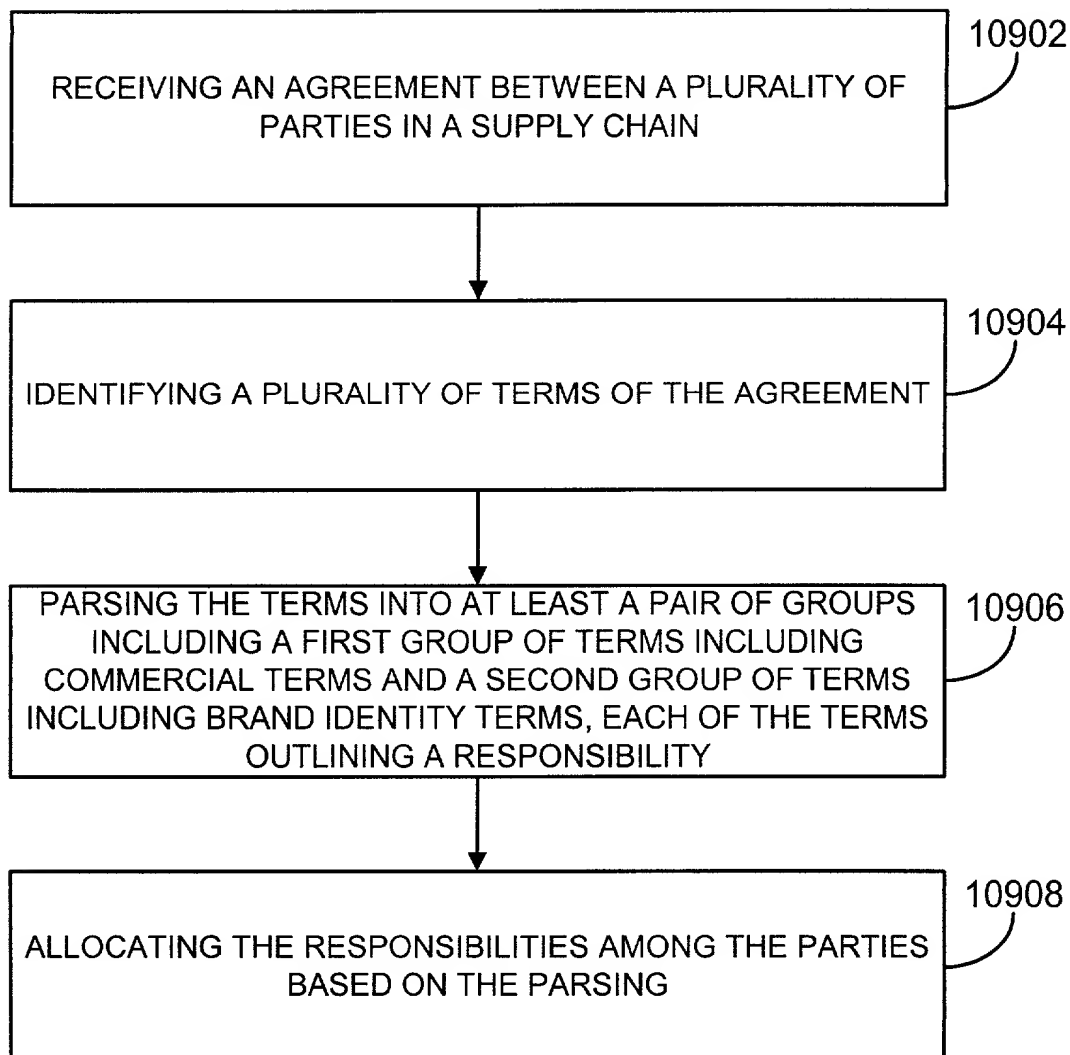 10902
RECEIVING AN AGREEMENT BETWEEN A PLURALITY OF
PARTIES IN A SUPPLY CHAIN
10904
IDENTIFYING A PLURALITY OF TERMS OF THE AGREEMENT
10906
PARSING THE TERMS INTO AT LEAST A PAIR OF GROUPS
INCLUDING A FIRST GROUP OF TERMS INCLUDING
COMMERCIAL TERMS AND A SECOND GROUP OF TERMS
INCLUDING BRAND IDENTITY TERMS, EACH OF THE TERMS
OUTLINING A RESPONSIBILITY
10908
ALLOCATING THE RESPONSIBILITIES AMONG THE PARTIES
BASED ON THE PARSING